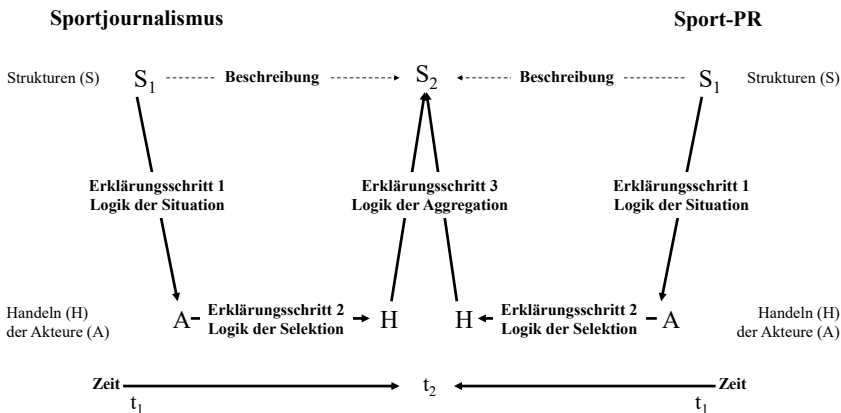 Sportjournalismus Sport-PR
Strukturen (S) S1 Beschreibung S2 Beschreibung S1 Strukturen (S)
Erklärungsschritt 1 Erklärungsschritt 3 Erklärungsschritt 1
Logik der Situation Logik der Aggregation Logik der Situation
Handeln (H) Erklärungsschritt 2 Erklärungsschritt 2 Handeln (H)
der Akteure (A) A Logik der Selektion H H Logik der Selektion A der Akteure (A)
Zeit t2 Zeit
t1 t1